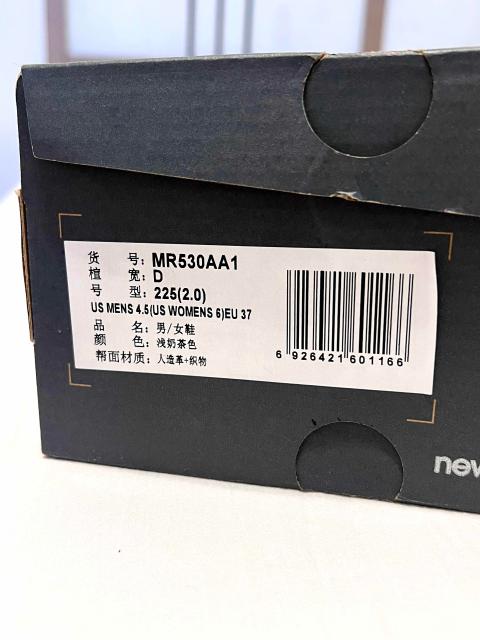 货 号: MR530AA1
楦 宽: D
号 型: 225(2.0)
US MENS 4.5(US WOMENS 6)EU 37
品 名: 男/女鞋
颜 色: 浅奶茶色
帮面材质: 人造革+织物
6 926421 601166
new